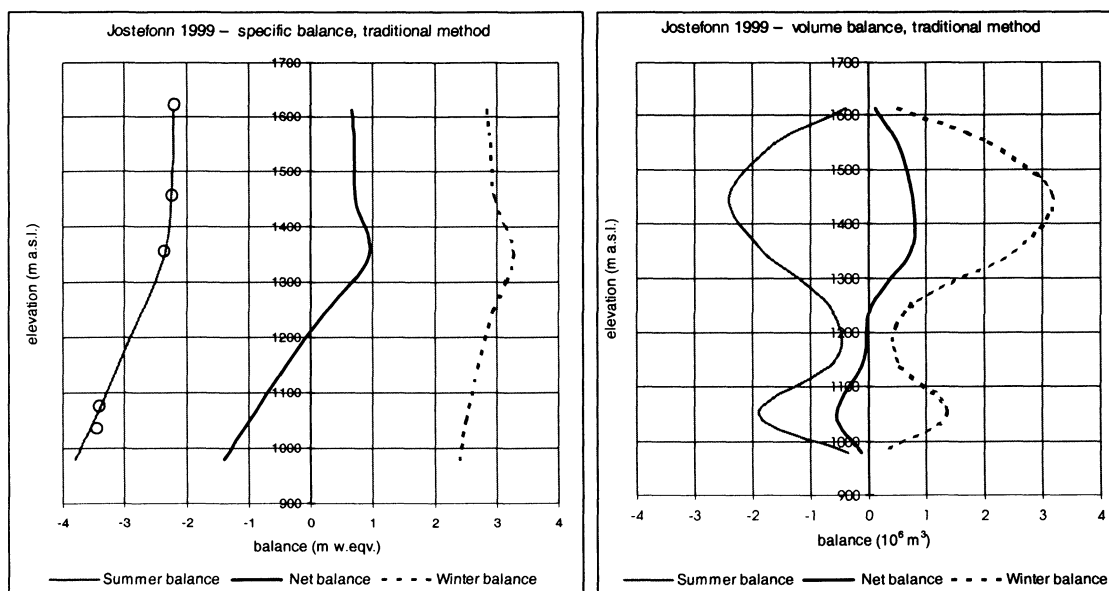 Jostefonn 1999 – specific balance, traditional method
1700
1600
1500
1400
1300
1200
1100
1000
900
elevation (m a.s.l.)
-4 -3 -2 -1 0 1 2 3 4
balance (m w.eqv.)
Summer balance Net balance Winter balance
Jostefonn 1999 – volume balance, traditional method
1700
1600
1500
1400
1300
1200
1100
1000
900
elevation (m a.s.l.)
-4 -3 -2 -1 0 1 2 3 4
balance (10⁶ m³)
Summer balance Net balance Winter balance